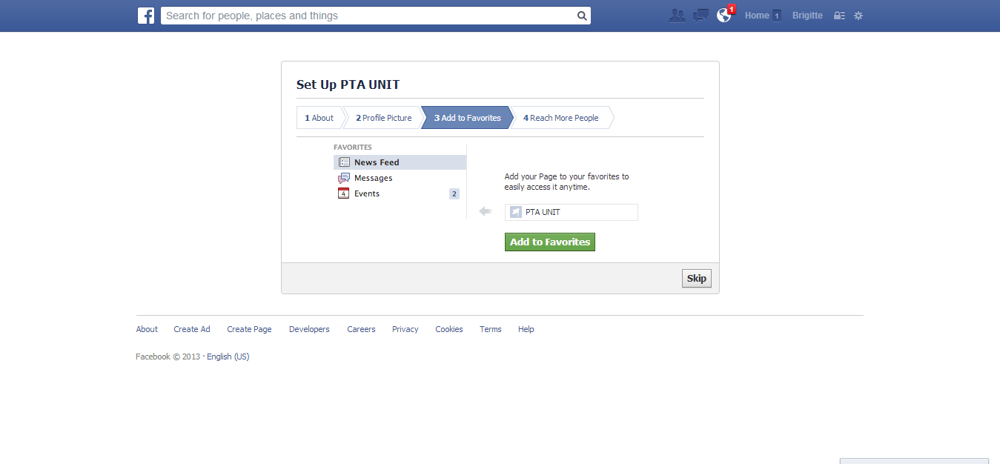 f Search for people, places and things 1 Home 1 Brigitte
Set Up PTA UNIT
1 About 2 Profile Picture 3 Add to Favorites 4 Reach More People
FAVORITES
News Feed
Messages
4 Events 2
Add your Page to your favorites to
easily access it anytime.
PTA UNIT
Add to Favorites
Skip
About Create Ad Create Page Developers Careers Privacy Cookies Terms Help
Facebook © 2013 · English (US)